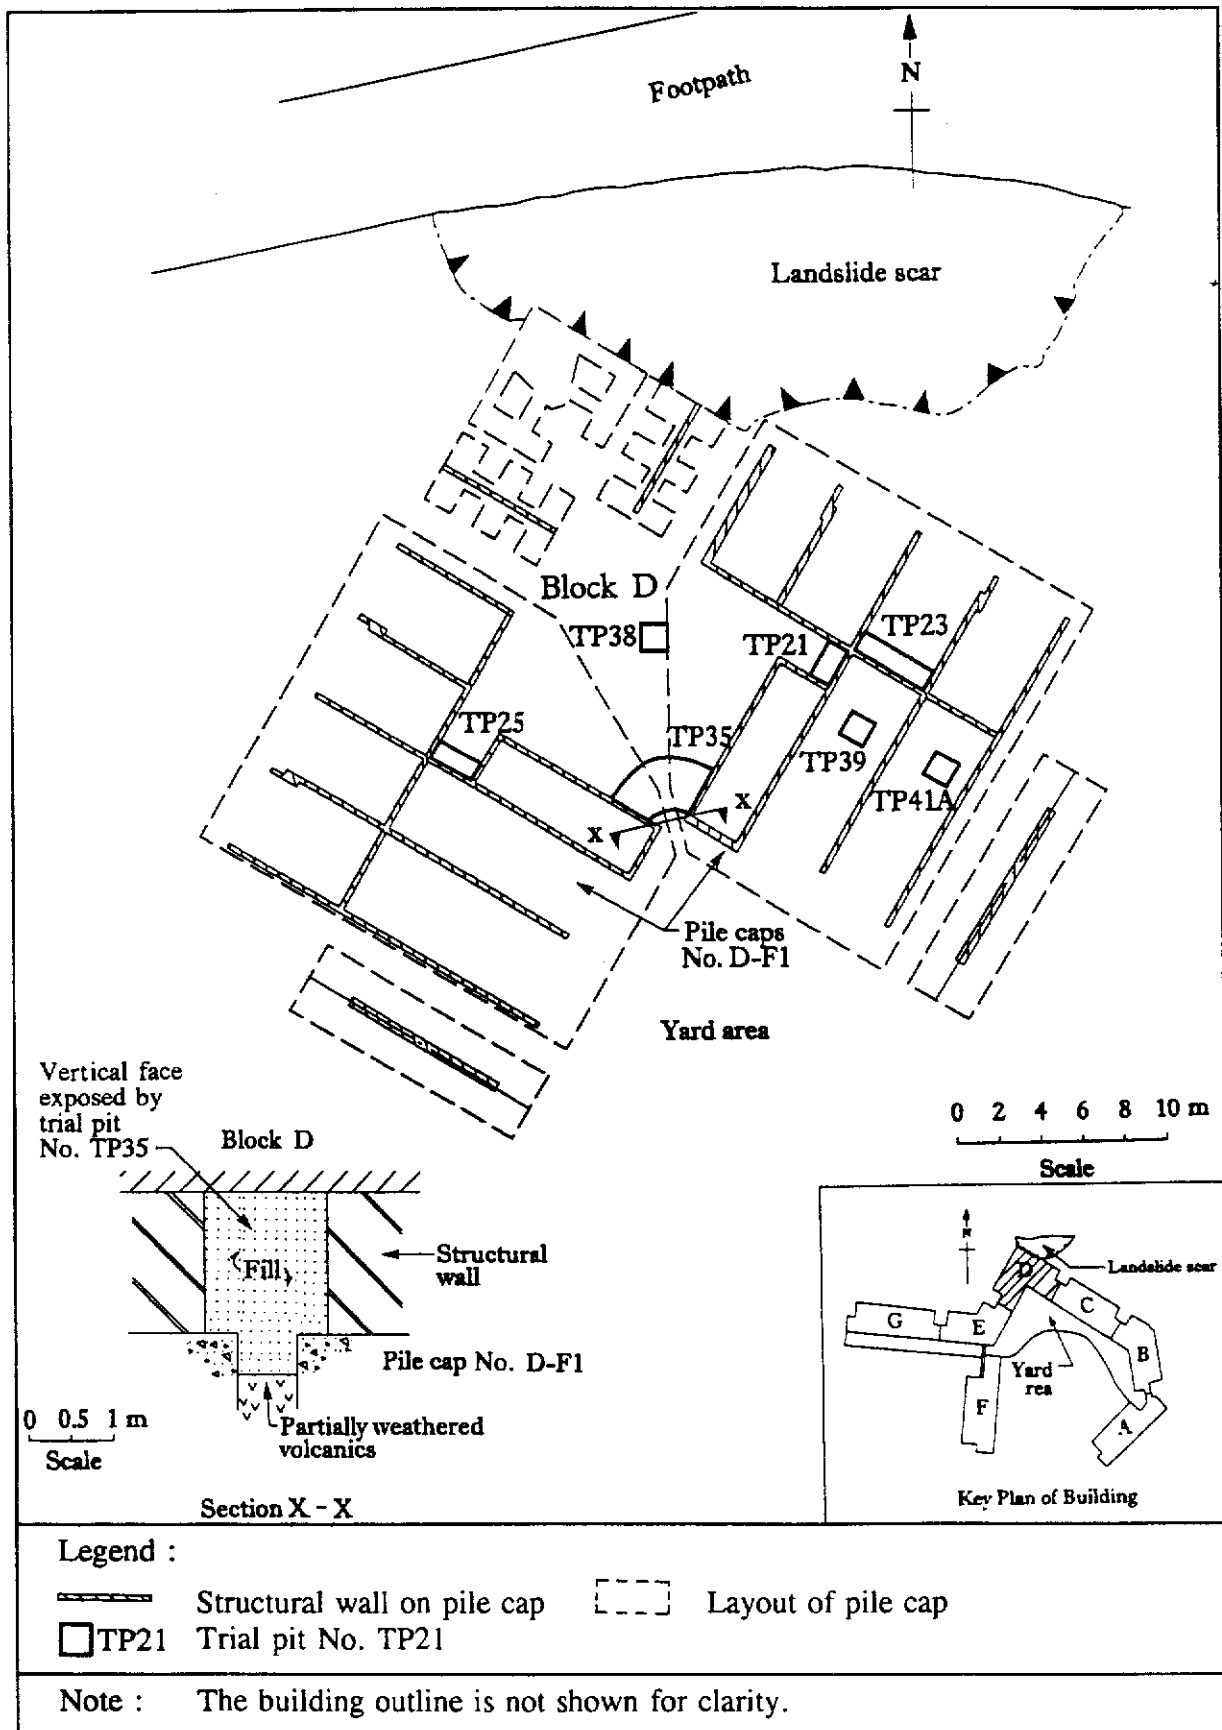 Footpath
N
Landslide scar
Block D
TP38
TP21
TP23
TP25
TP35
TP39
TP41A
X
X
Pile caps
No. D-F1
Yard area
Vertical face
exposed by
trial pit
No. TP35
Block D
Fill
Structural
wall
Pile cap No. D-F1
Partially weathered
volcanics
0 0.5 1 m
Scale
Section X - X
0 2 4 6 8 10 m
Scale
N
D
Landslide scar
C
G
E
B
Yard
rea
F
A
Key Plan of Building
Legend :
Structural wall on pile cap
Layout of pile cap
TP21 Trial pit No. TP21
Note : The building outline is not shown for clarity.